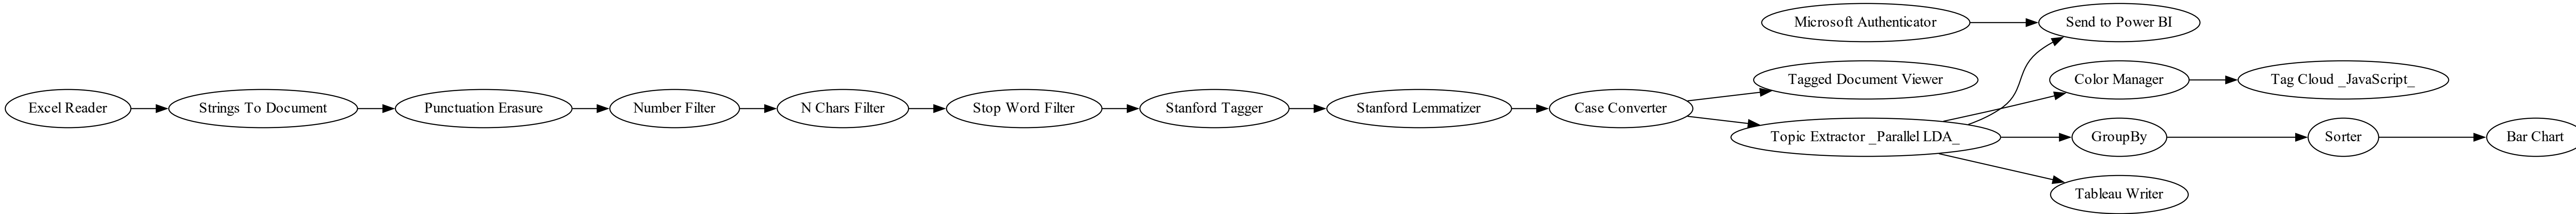 Excel Reader
Strings To Document
Punctuation Erasure
Number Filter
N Chars Filter
Stop Word Filter
Stanford Tagger
Stanford Lemmatizer
Case Converter
Microsoft Authenticator
Send to Power BI
Tagged Document Viewer
Color Manager
Tag Cloud _JavaScript_
Topic Extractor _Parallel LDA_
GroupBy
Sorter
Bar Chart
Tableau Writer